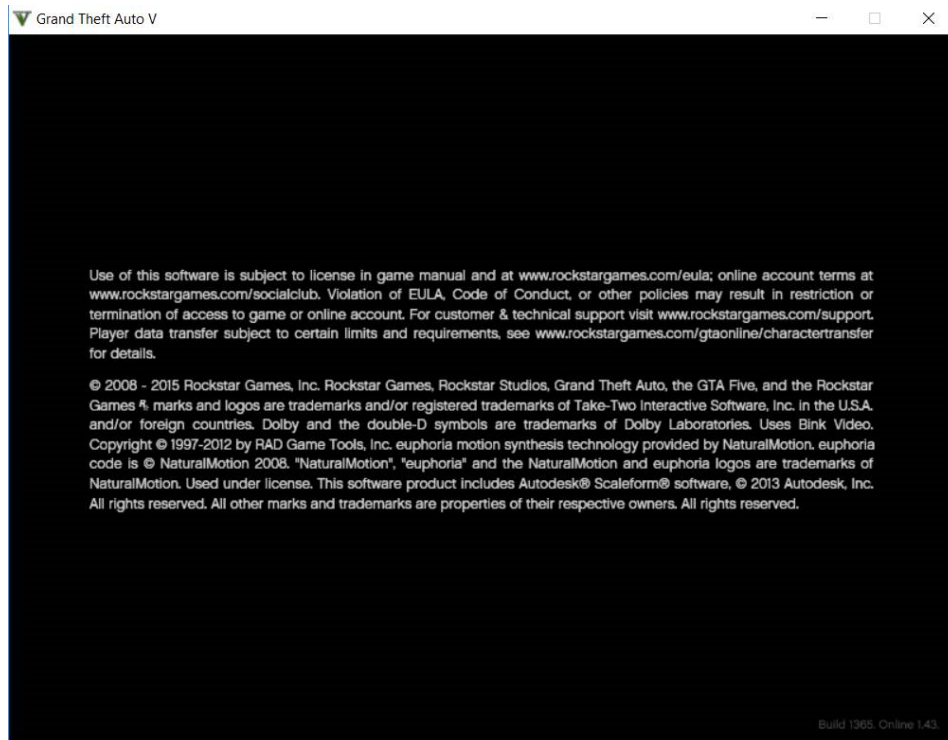 Grand Theft Auto V
Use of this software is subject to license in game manual and at www.rockstargames.com/eula; online account terms at
www.rockstargames.com/socialclub. Violation of EULA, Code of Conduct, or other policies may result in restriction or
termination of access to game or online account. For customer & technical support visit www.rockstargames.com/support.
Player data transfer subject to certain limits and requirements, see www.rockstargames.com/gtaonline/charactertransfer
for details.
© 2008 - 2015 Rockstar Games, Inc. Rockstar Games, Rockstar Studios, Grand Theft Auto, the GTA Five, and the Rockstar
Games R* marks and logos are trademarks and/or registered trademarks of Take-Two Interactive Software, Inc. in the U.S.A.
and/or foreign countries. Dolby and the double-D symbols are trademarks of Dolby Laboratories. Uses Bink Video.
Copyright © 1997-2012 by RAD Game Tools, Inc. euphoria motion synthesis technology provided by NaturalMotion. euphoria
code is © NaturalMotion 2008. "NaturalMotion", "euphoria" and the NaturalMotion and euphoria logos are trademarks of
NaturalMotion. Used under license. This software product includes Autodesk® Scaleform® software, © 2013 Autodesk, Inc.
All rights reserved. All other marks and trademarks are properties of their respective owners. All rights reserved.
Build 1365. Online 1.43.